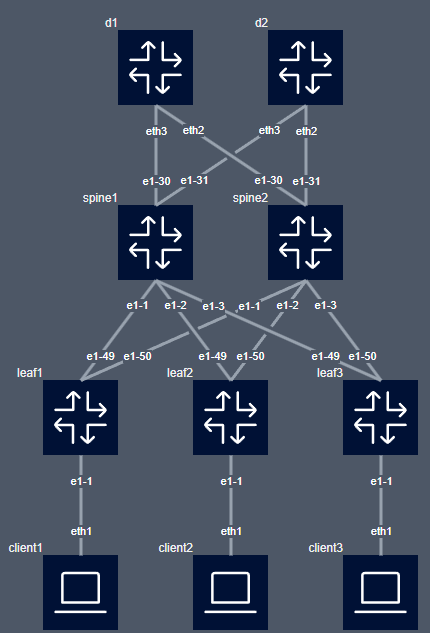 d1 d2
eth3 eth2 eth3 eth2
e1-30 e1-31 e1-30 e1-31
spine1 spine2
e1-1 e1-2 e1-3 e1-1 e1-2 e1-3
e1-49 e1-50 e1-49 e1-50 e1-49 e1-50
leaf1 leaf2 leaf3
e1-1 e1-1 e1-1
eth1 eth1 eth1
client1 client2 client3